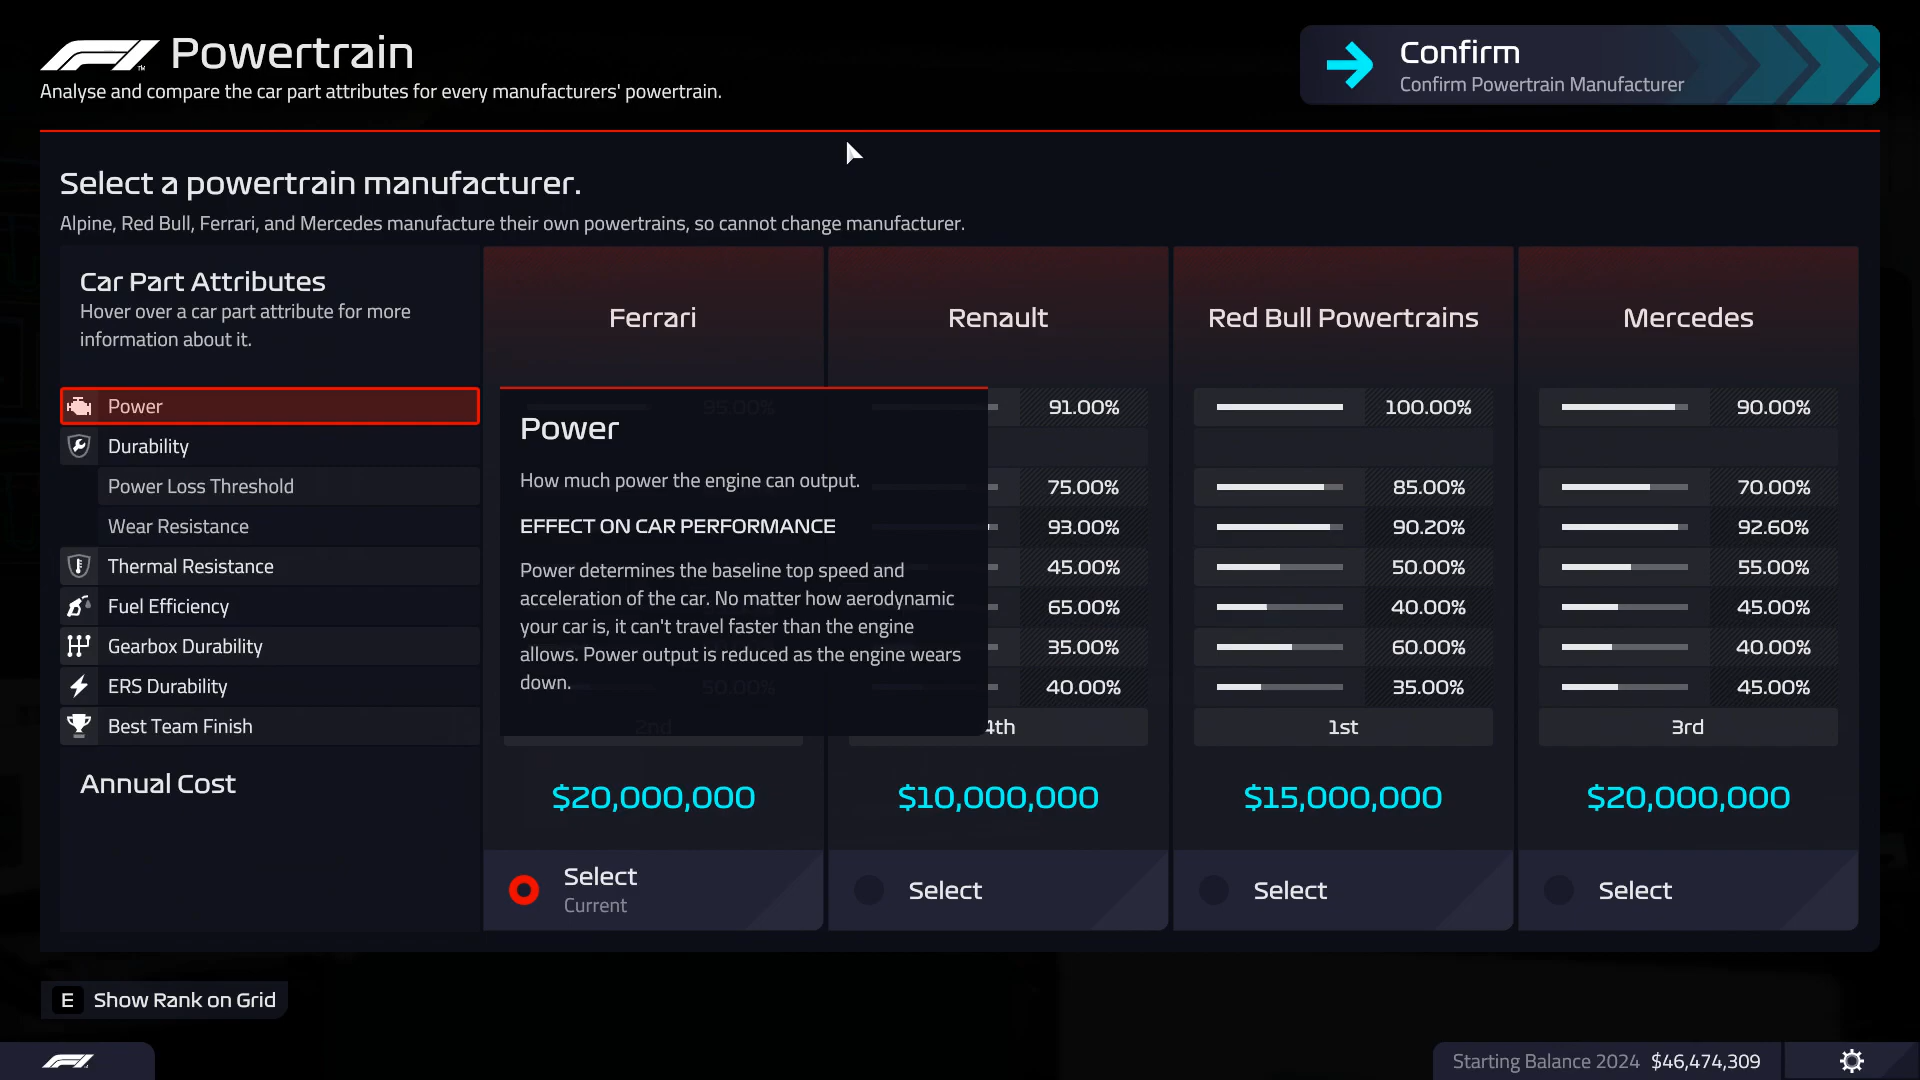 F1 Powertrain
Analyse and compare the car part attributes for every manufacturers' powertrain.
Confirm
Confirm Powertrain Manufacturer
Select a powertrain manufacturer.
Alpine, Red Bull, Ferrari, and Mercedes manufacture their own powertrains, so cannot change manufacturer.
Car Part Attributes
Hover over a car part attribute for more
information about it.
Ferrari Renault Red Bull Powertrains Mercedes
Power 95.00% 91.00% 100.00% 90.00%
Durability
Power Loss Threshold 75.00% 85.00% 70.00%
Wear Resistance 93.00% 90.20% 92.60%
Thermal Resistance 45.00% 50.00% 55.00%
Fuel Efficiency 65.00% 40.00% 45.00%
Gearbox Durability 35.00% 60.00% 40.00%
ERS Durability 50.00% 40.00% 35.00% 45.00%
Best Team Finish 2nd 4th 1st 3rd
Power
How much power the engine can output.
EFFECT ON CAR PERFORMANCE
Power determines the baseline top speed and
acceleration of the car. No matter how aerodynamic
your car is, it can't travel faster than the engine
allows. Power output is reduced as the engine wears
down.
Annual Cost $20,000,000 $10,000,000 $15,000,000 $20,000,000
Select
Current
Select
Select
Select
E Show Rank on Grid
F1
Starting Balance 2024 $46,474,309